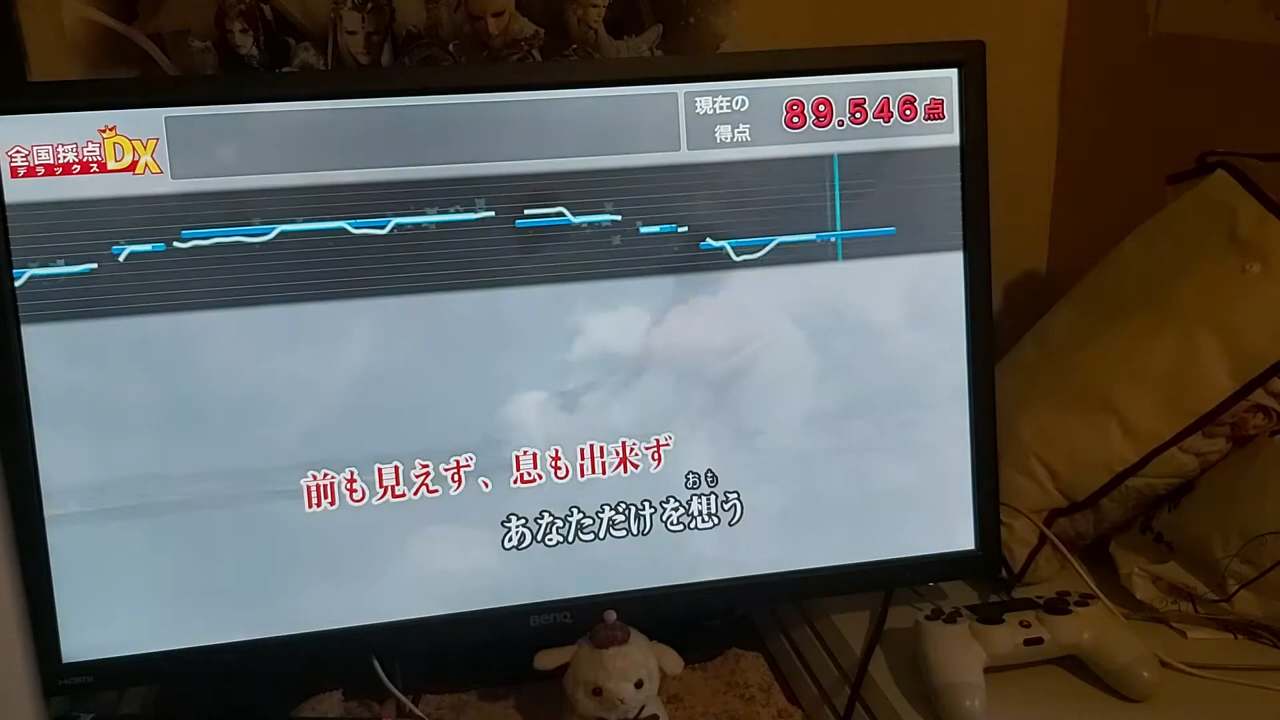 全国採点DX
デラックス
現在の
得点
89.546点
前も見えず、息も出来ず
おも
あなただけを想う
BenQ
HDMI